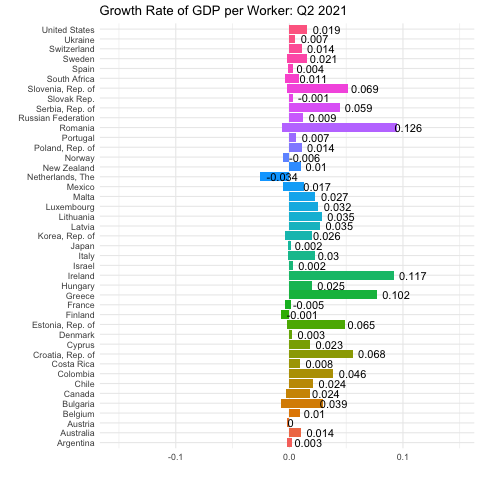 Growth Rate of GDP per Worker: Q2 2021
United States 0.019
Ukraine 0.007
Switzerland 0.014
Sweden 0.021
Spain 0.004
South Africa 0.011
Slovenia, Rep. of 0.069
Slovak Rep. -0.001
Serbia, Rep. of 0.059
Russian Federation 0.009
Romania 0.126
Portugal 0.007
Poland, Rep. of 0.014
Norway -0.006
New Zealand 0.01
Netherlands, The -0.034
Mexico 0.017
Malta 0.027
Luxembourg 0.032
Lithuania 0.035
Latvia 0.035
Korea, Rep. of 0.026
Japan 0.002
Italy 0.03
Israel 0.002
Ireland 0.117
Hungary 0.025
Greece 0.102
France -0.005
Finland -0.001
Estonia, Rep. of 0.065
Denmark 0.003
Cyprus 0.023
Croatia, Rep. of 0.068
Costa Rica 0.008
Colombia 0.046
Chile 0.024
Canada 0.024
Bulgaria 0.039
Belgium 0.01
Austria 0
Australia 0.014
Argentina 0.003
-0.1 0.0 0.1